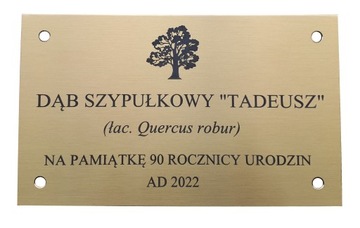 DĄB SZYPUŁKOWY "TADEUSZ"
(łac. Quercus robur)
NA PAMIĄTKĘ 90 ROCZNICY URODZIN
AD 2022